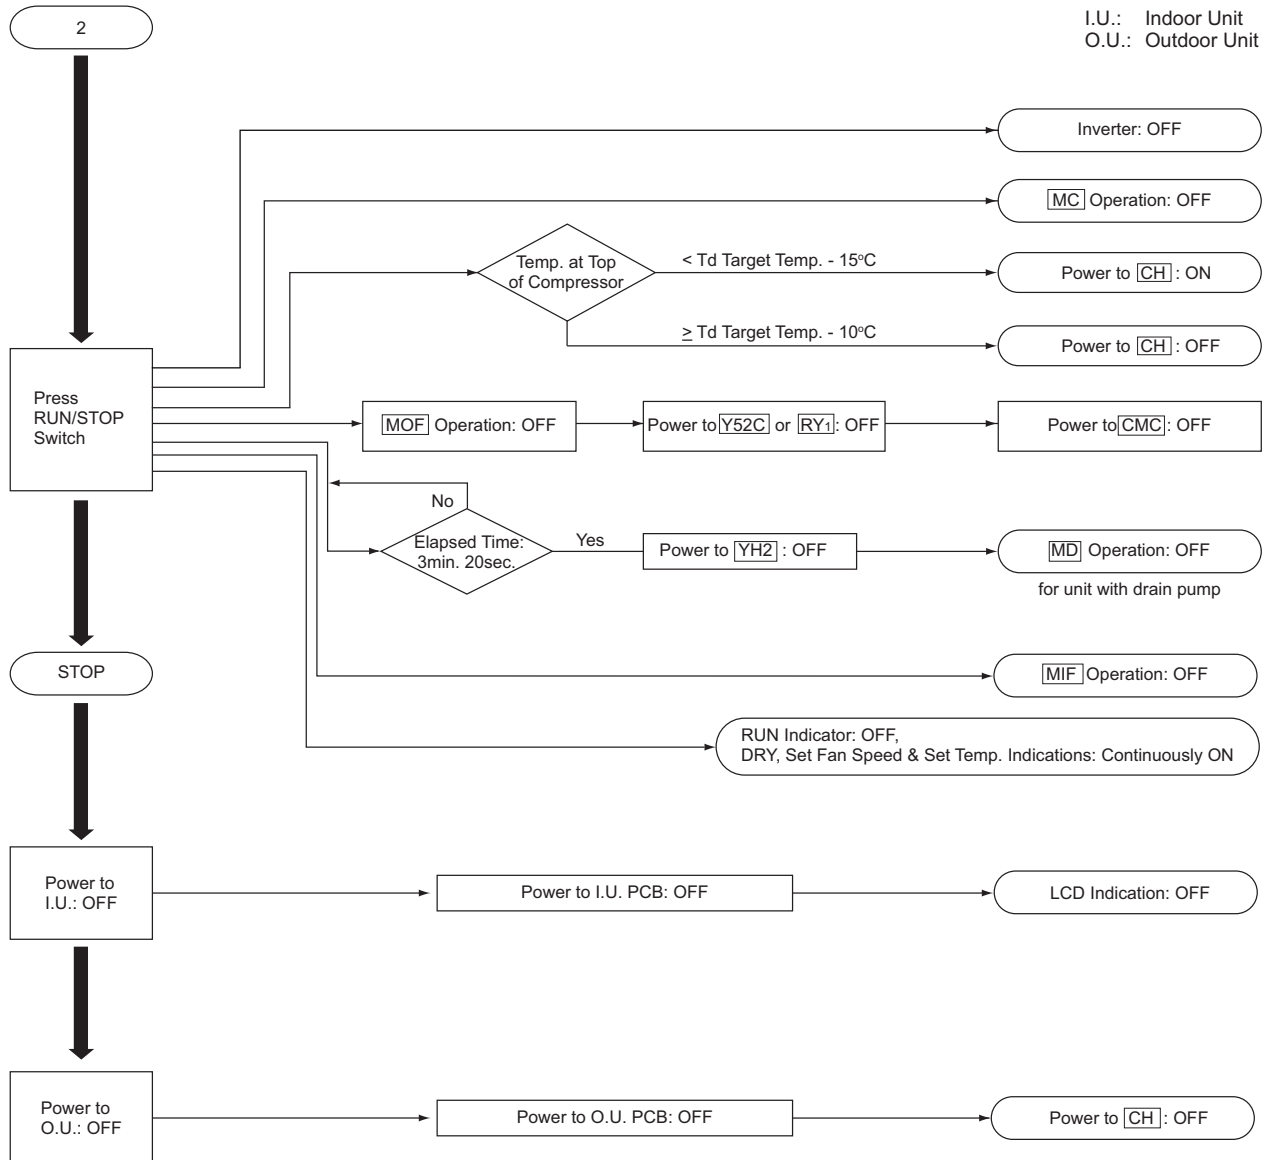 2
I.U.: Indoor Unit
O.U.: Outdoor Unit
Inverter: OFF
MC Operation: OFF
Temp. at Top
of Compressor
< Td Target Temp. - 15°C
Power to CH : ON
≥ Td Target Temp. - 10°C
Power to CH : OFF
Press
RUN/STOP
Switch
MOF Operation: OFF
Power to Y52C or RY1: OFF
Power to CMC: OFF
No
Elapsed Time:
3min. 20sec.
Yes
Power to YH2 : OFF
MD Operation: OFF
for unit with drain pump
STOP
MIF Operation: OFF
RUN Indicator: OFF,
DRY, Set Fan Speed & Set Temp. Indications: Continuously ON
Power to
I.U.: OFF
Power to I.U. PCB: OFF
LCD Indication: OFF
Power to
O.U.: OFF
Power to O.U. PCB: OFF
Power to CH : OFF